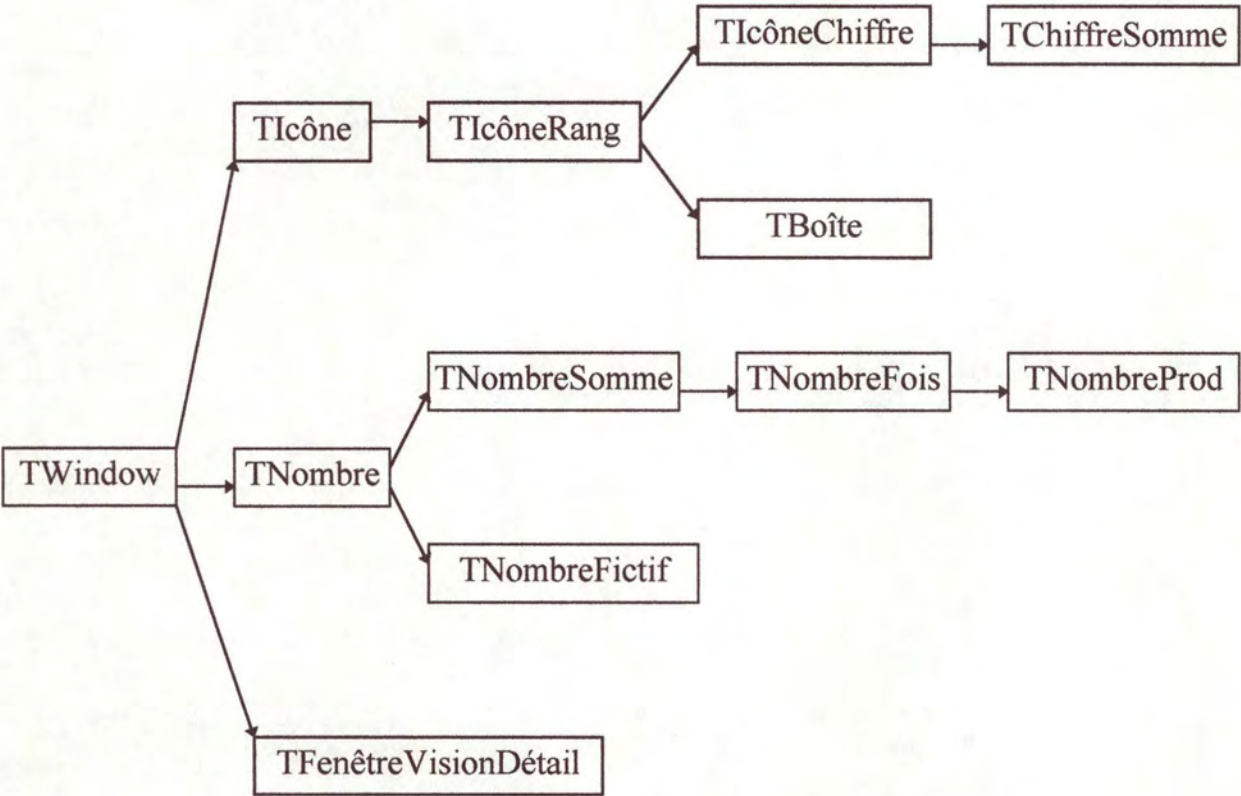 TIcôneChiffre
TChiffreSomme
TIcône
TIcôneRang
TBoîte
TNombreSomme
TNombreFois
TNombreProd
TWindow
TNombre
TNombreFictif
TFenêtreVisionDétail